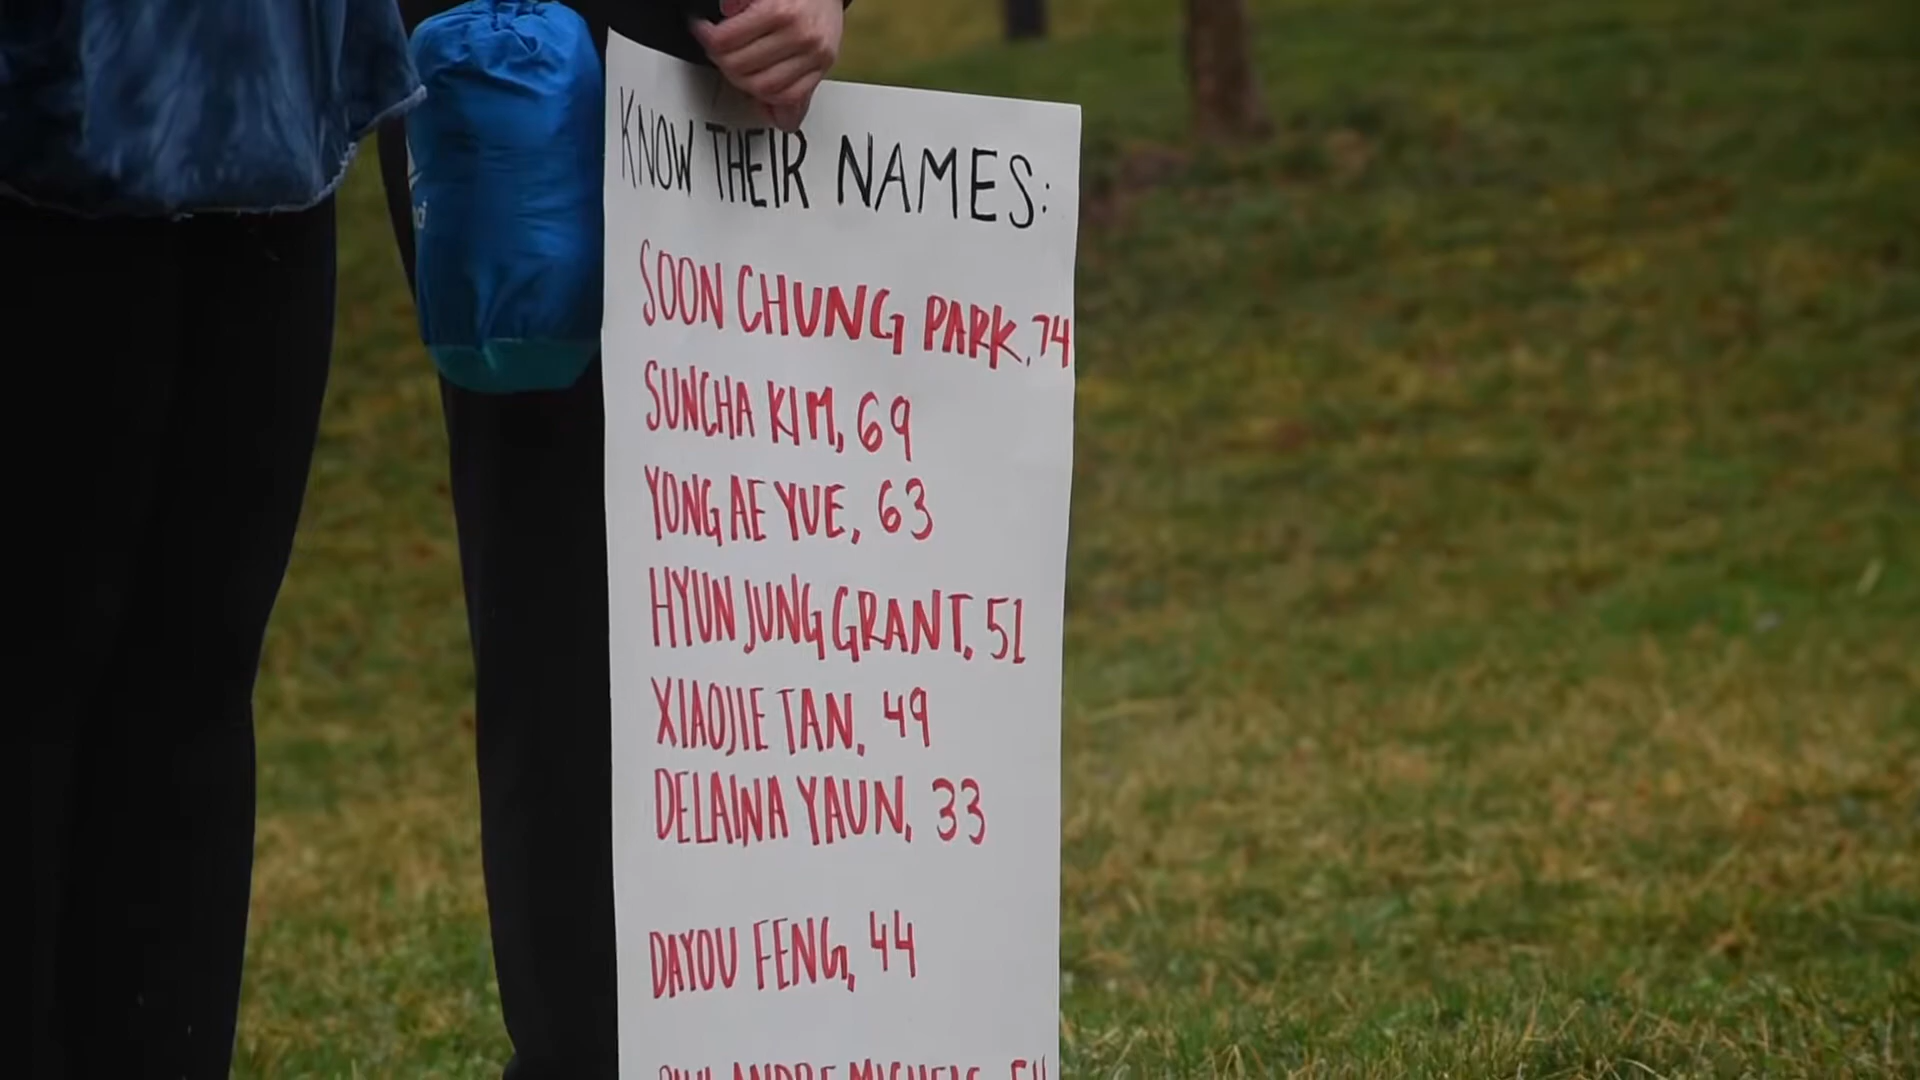 KNOW THEIR NAMES:
SOON CHUNG PARK, 74
SUNCHA KIM, 69
YONG AE YUE, 63
HYUN JUNG GRANT, 51
XIAOJIE TAN, 49
DELAINA YAUN, 33
DAYOU FENG, 44